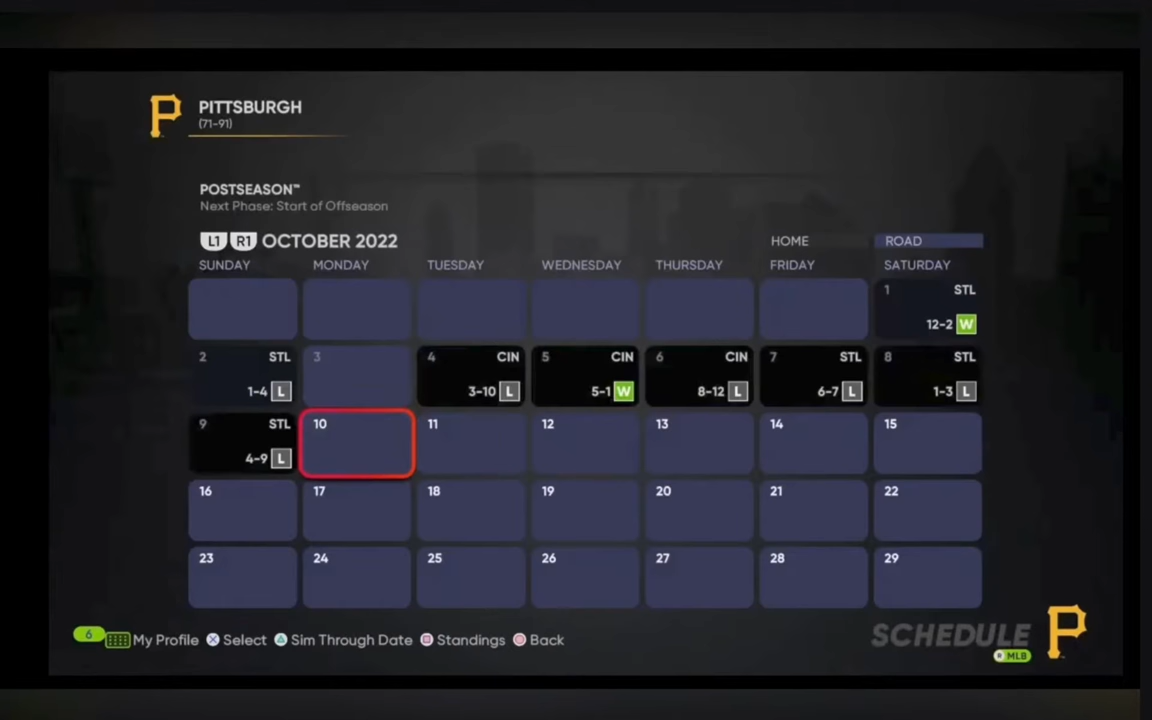 P PITTSBURGH
(71-91)
POSTSEASON™
Next Phase: Start of Offseason
L1 R1 OCTOBER 2022 HOME ROAD
SUNDAY MONDAY TUESDAY WEDNESDAY THURSDAY FRIDAY SATURDAY
1 STL
12-2 W
2 STL 3 4 CIN 5 CIN 6 CIN 7 STL 8 STL
1-4 L 3-10 L 5-1 W 8-12 L 6-7 L 1-3 L
9 STL 10 11 12 13 14 15
4-9 L
16 17 18 19 20 21 22
23 24 25 26 27 28 29
6 My Profile Select Sim Through Date Standings Back
SCHEDULE P
R MLB